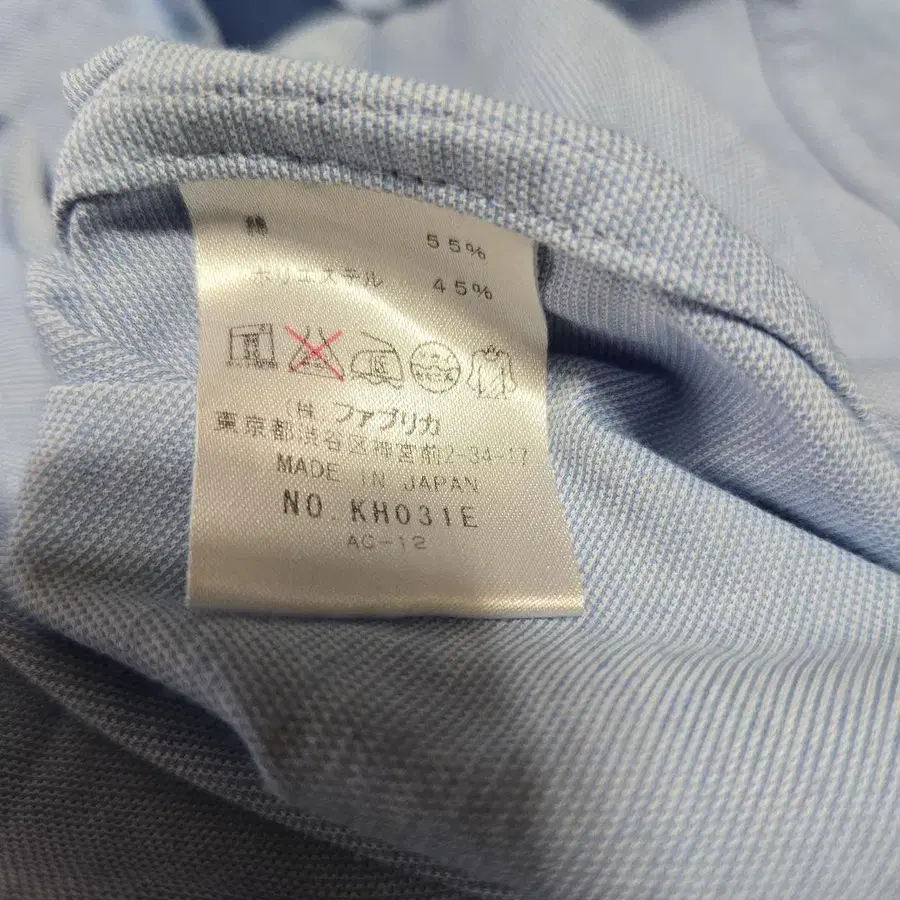 綿 55%
ポリエステル 45%
(株) ファブリカ
東京都渋谷区神宮前2-34-17
MADE IN JAPAN
NO. KH031E
AC-12